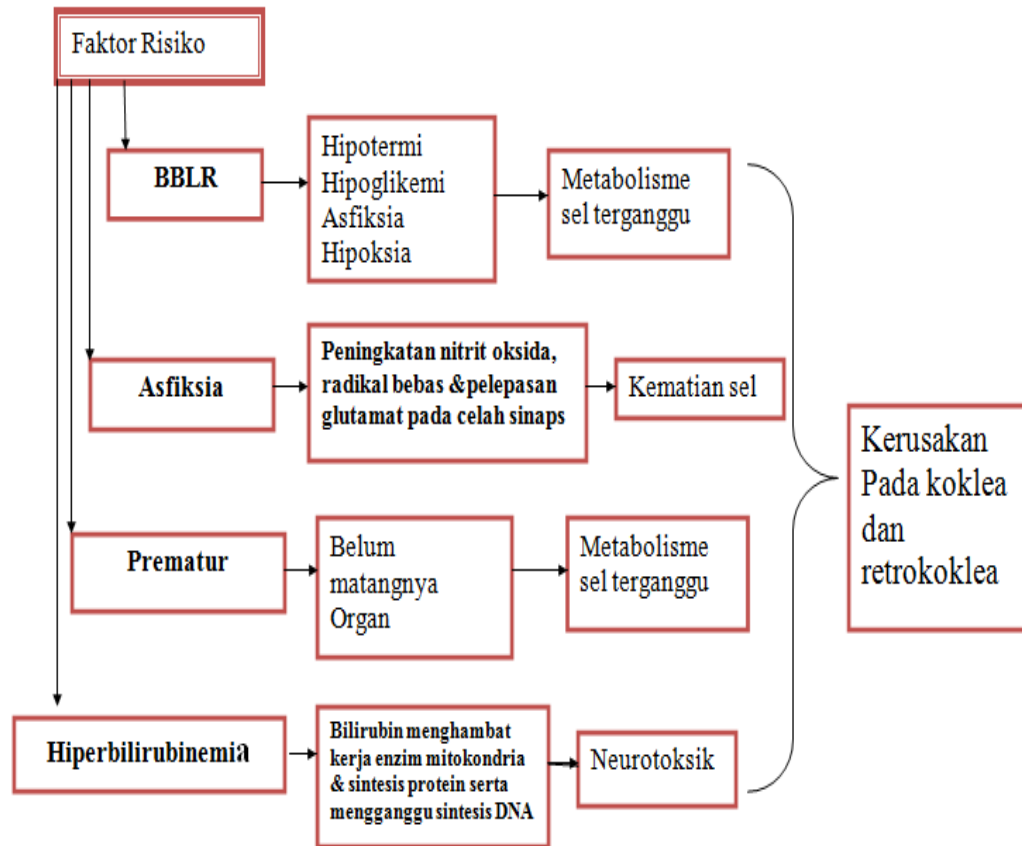 Faktor Risiko
BBLR
Hipotermi
Hipoglikemi
Asfiksia
Hipoksia
Metabolisme
sel terganggu
Asfiksia
Peningkatan nitrit oksida,
radikal bebas &pelepasan
glutamat pada celah sinaps
Kematian sel
Prematur
Belum
matangnya
Organ
Metabolisme
sel terganggu
Hiperbilirubinemia
Bilirubin menghambat
kerja enzim mitokondria
& sintesis protein serta
mengganggu sintesis DNA
Neurotoksik
Kerusakan
Pada koklea
dan
retrokoklea